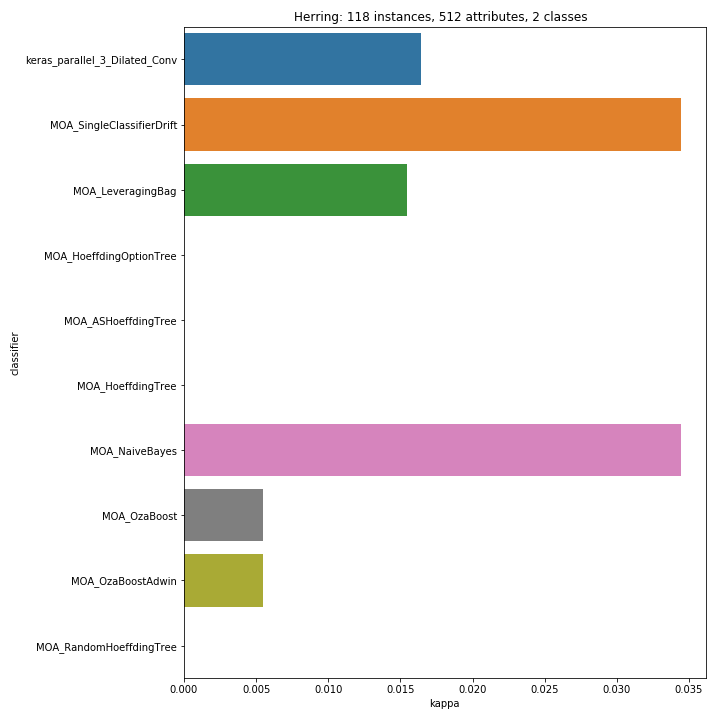 Herring: 118 instances, 512 attributes, 2 classes
keras_parallel_3_Dilated_Conv
MOA_SingleClassifierDrift
MOA_LeveragingBag
MOA_HoeffdingOptionTree
MOA_ASHoeffdingTree
MOA_HoeffdingTree
MOA_NaiveBayes
MOA_OzaBoost
MOA_OzaBoostAdwin
MOA_RandomHoeffdingTree
classifier
0.000 0.005 0.010 0.015 0.020 0.025 0.030 0.035
kappa